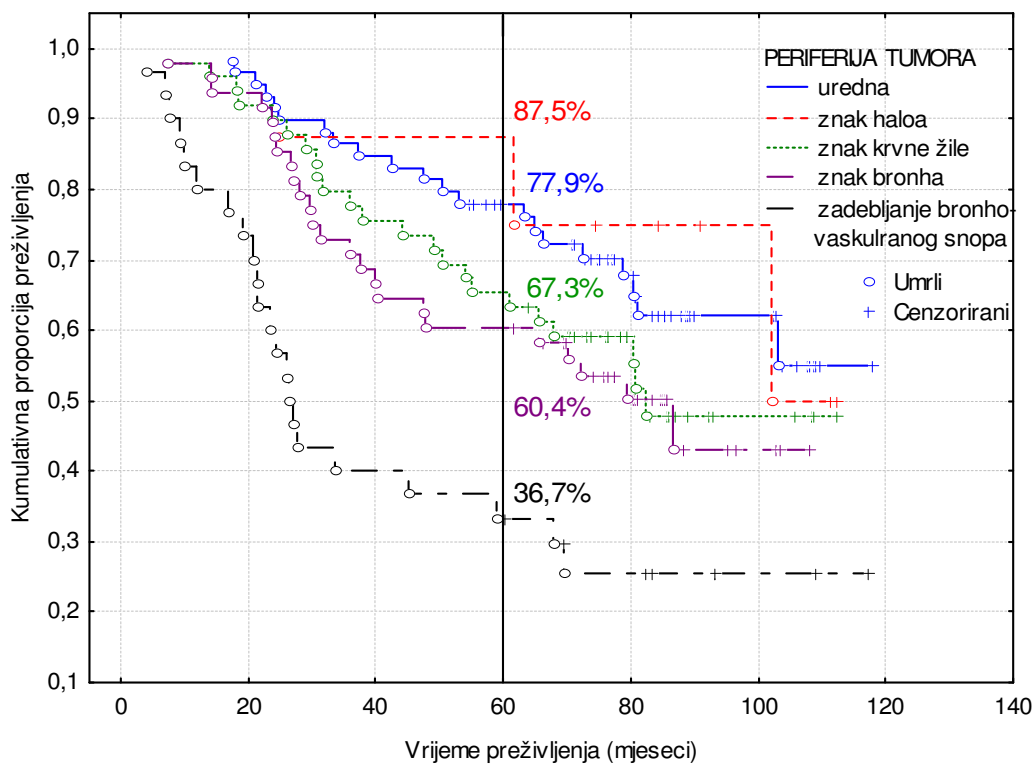 Kumulativna proporcija preživljenja
1,0
0,9
0,8
0,7
0,6
0,5
0,4
0,3
0,2
0,1
87,5%
77,9%
67,3%
60,4%
36,7%
PERIFERIJA TUMORA
uredna
znak haloa
znak krvne žile
znak bronha
zadebljanje bronho-
vaskulranog snopa
Umrli
Cenzorirani
0 20 40 60 80 100 120 140
Vrijeme preživljenja (mjeseci)